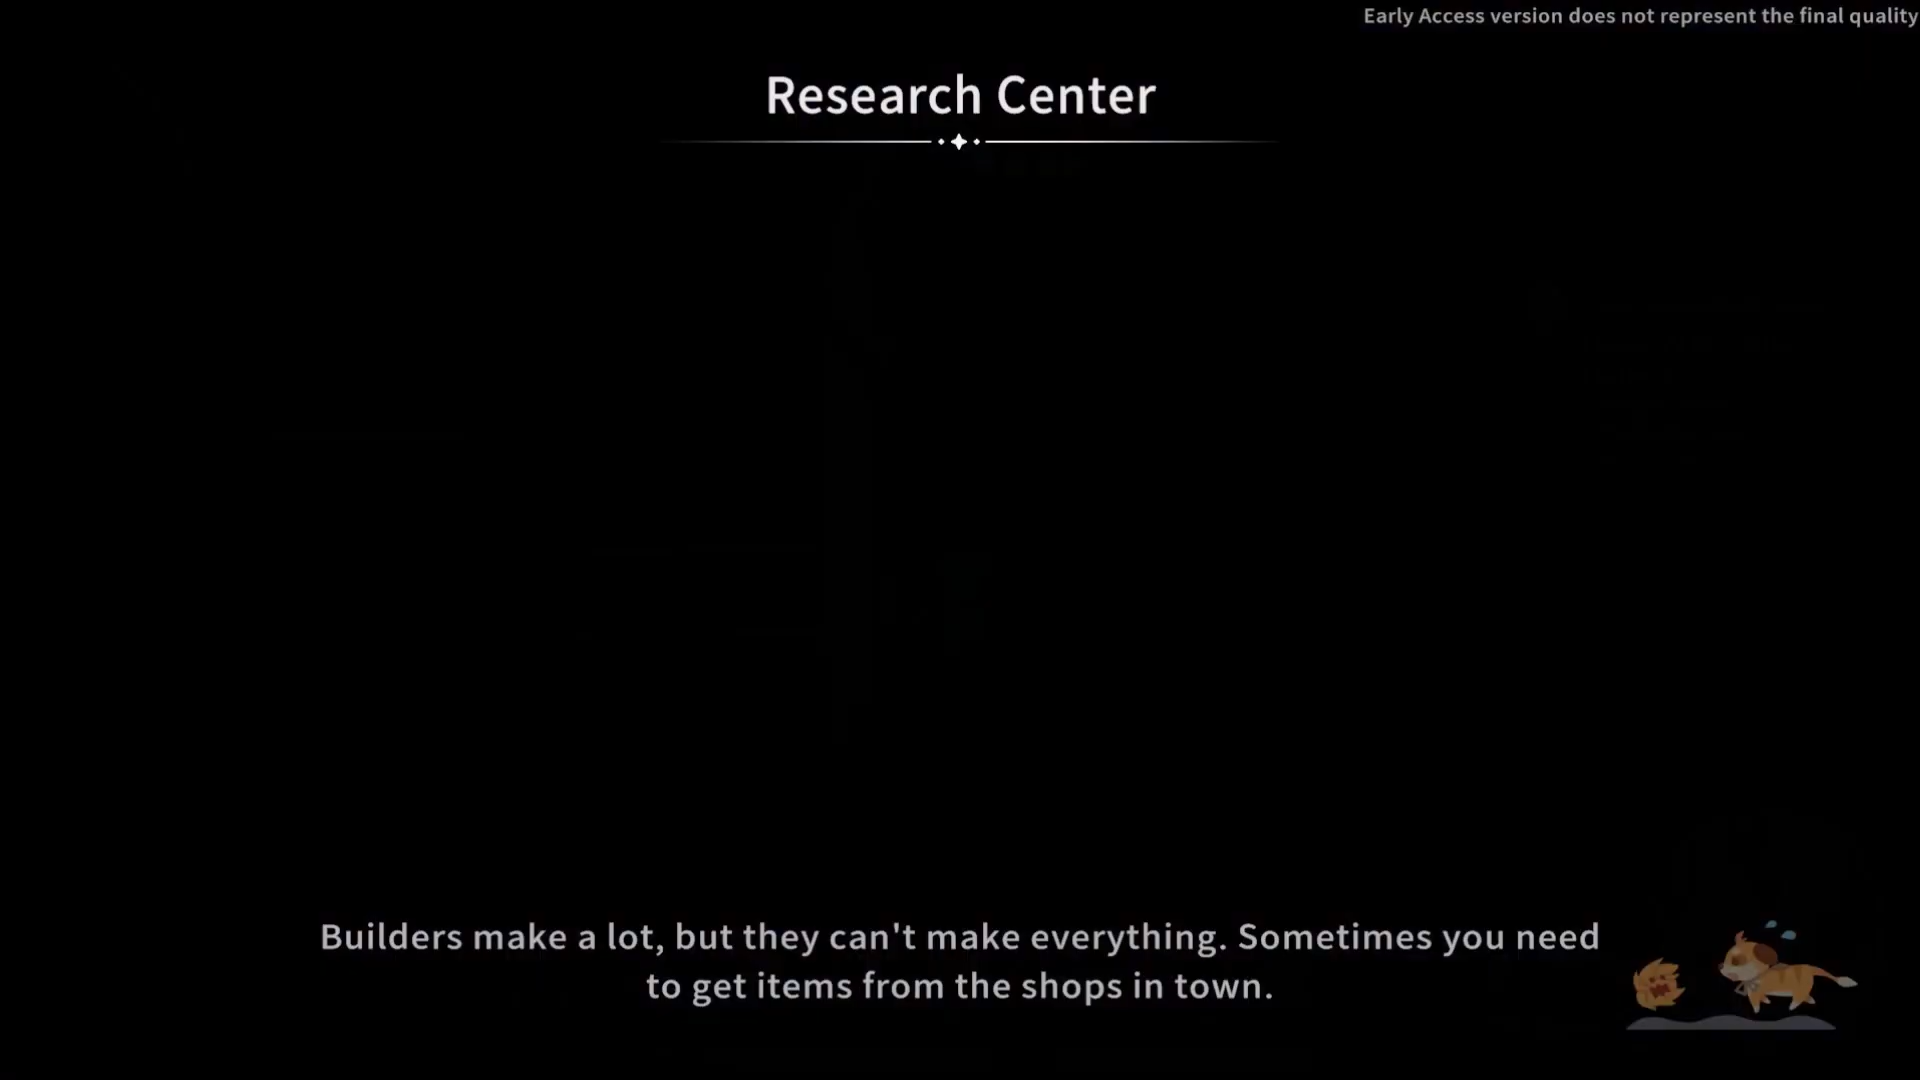 Early Access version does not represent the final quality
Research Center
Builders make a lot, but they can't make everything. Sometimes you need
to get items from the shops in town.